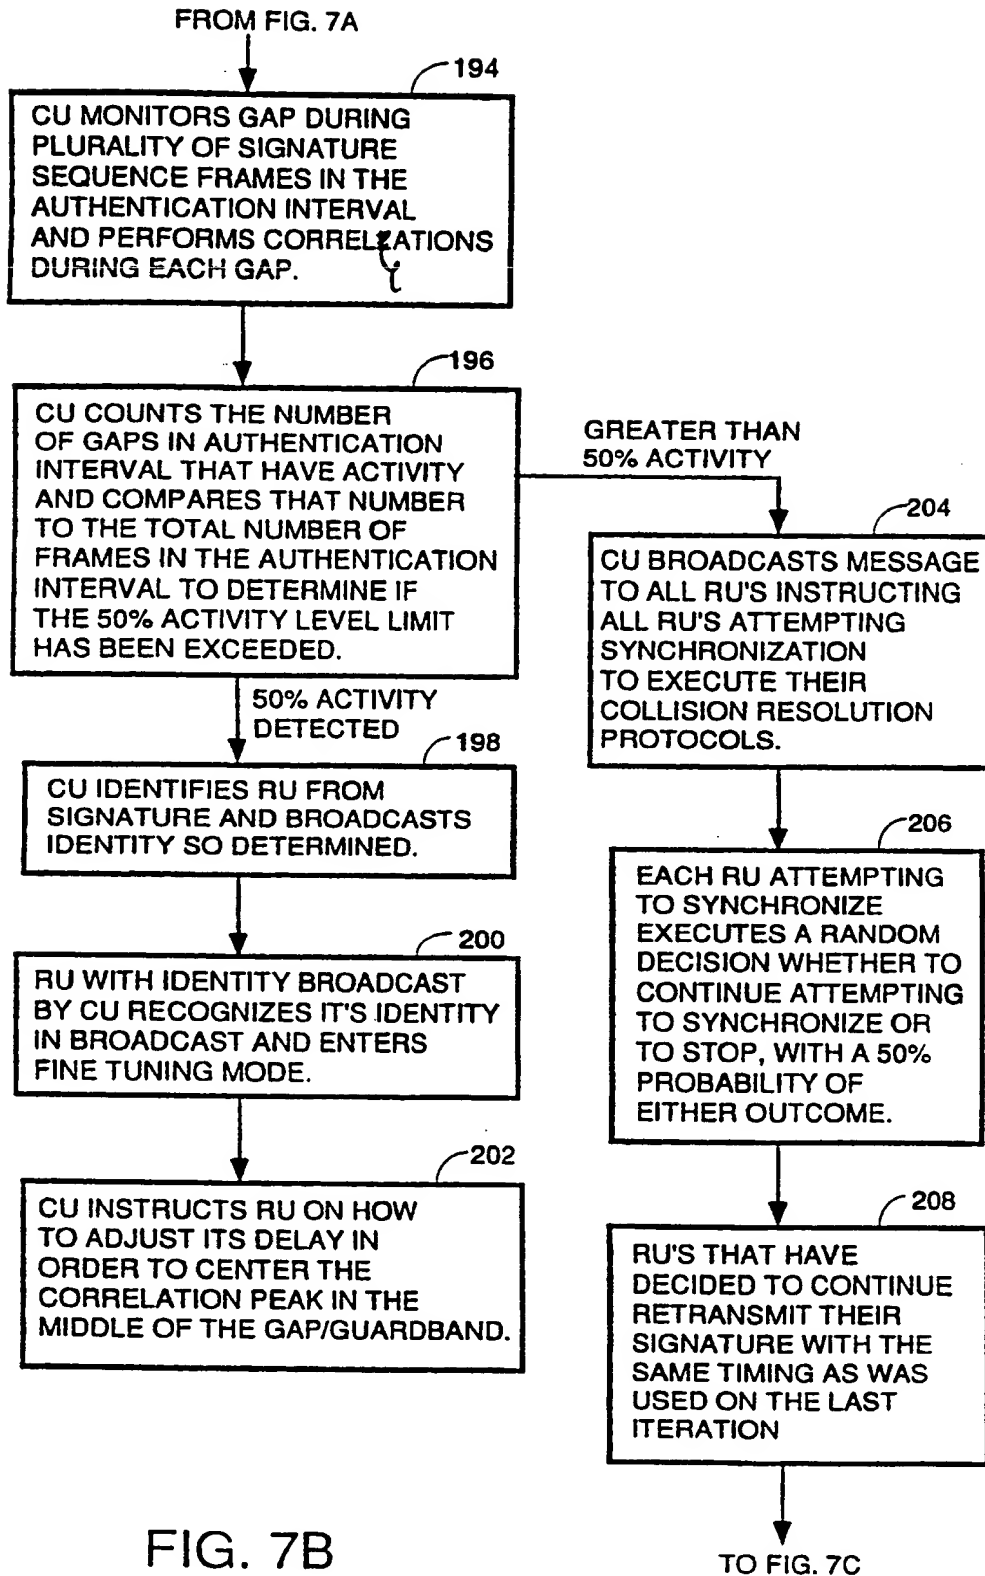 FROM FIG. 7A
194
CU MONITORS GAP DURING
PLURALITY OF SIGNATURE
SEQUENCE FRAMES IN THE
AUTHENTICATION INTERVAL
AND PERFORMS CORRELZATIONS
DURING EACH GAP.
196
CU COUNTS THE NUMBER
OF GAPS IN AUTHENTICATION
INTERVAL THAT HAVE ACTIVITY
AND COMPARES THAT NUMBER
TO THE TOTAL NUMBER OF
FRAMES IN THE AUTHENTICATION
INTERVAL TO DETERMINE IF
THE 50% ACTIVITY LEVEL LIMIT
HAS BEEN EXCEEDED.
50% ACTIVITY
DETECTED
198
CU IDENTIFIES RU FROM
SIGNATURE AND BROADCASTS
IDENTITY SO DETERMINED.
200
RU WITH IDENTITY BROADCAST
BY CU RECOGNIZES IT'S IDENTITY
IN BROADCAST AND ENTERS
FINE TUNING MODE.
202
CU INSTRUCTS RU ON HOW
TO ADJUST ITS DELAY IN
ORDER TO CENTER THE
CORRELATION PEAK IN THE
MIDDLE OF THE GAP/GUARDBAND.
GREATER THAN
50% ACTIVITY
204
CU BROADCASTS MESSAGE
TO ALL RU'S INSTRUCTING
ALL RU'S ATTEMPTING
SYNCHRONIZATION
TO EXECUTE THEIR
COLLISION RESOLUTION
PROTOCOLS.
206
EACH RU ATTEMPTING
TO SYNCHRONIZE
EXECUTES A RANDOM
DECISION WHETHER TO
CONTINUE ATTEMPTING
TO SYNCHRONIZE OR
TO STOP, WITH A 50%
PROBABILITY OF
EITHER OUTCOME.
208
RU'S THAT HAVE
DECIDED TO CONTINUE
RETRANSMIT THEIR
SIGNATURE WITH THE
SAME TIMING AS WAS
USED ON THE LAST
ITERATION
TO FIG. 7C
FIG. 7B